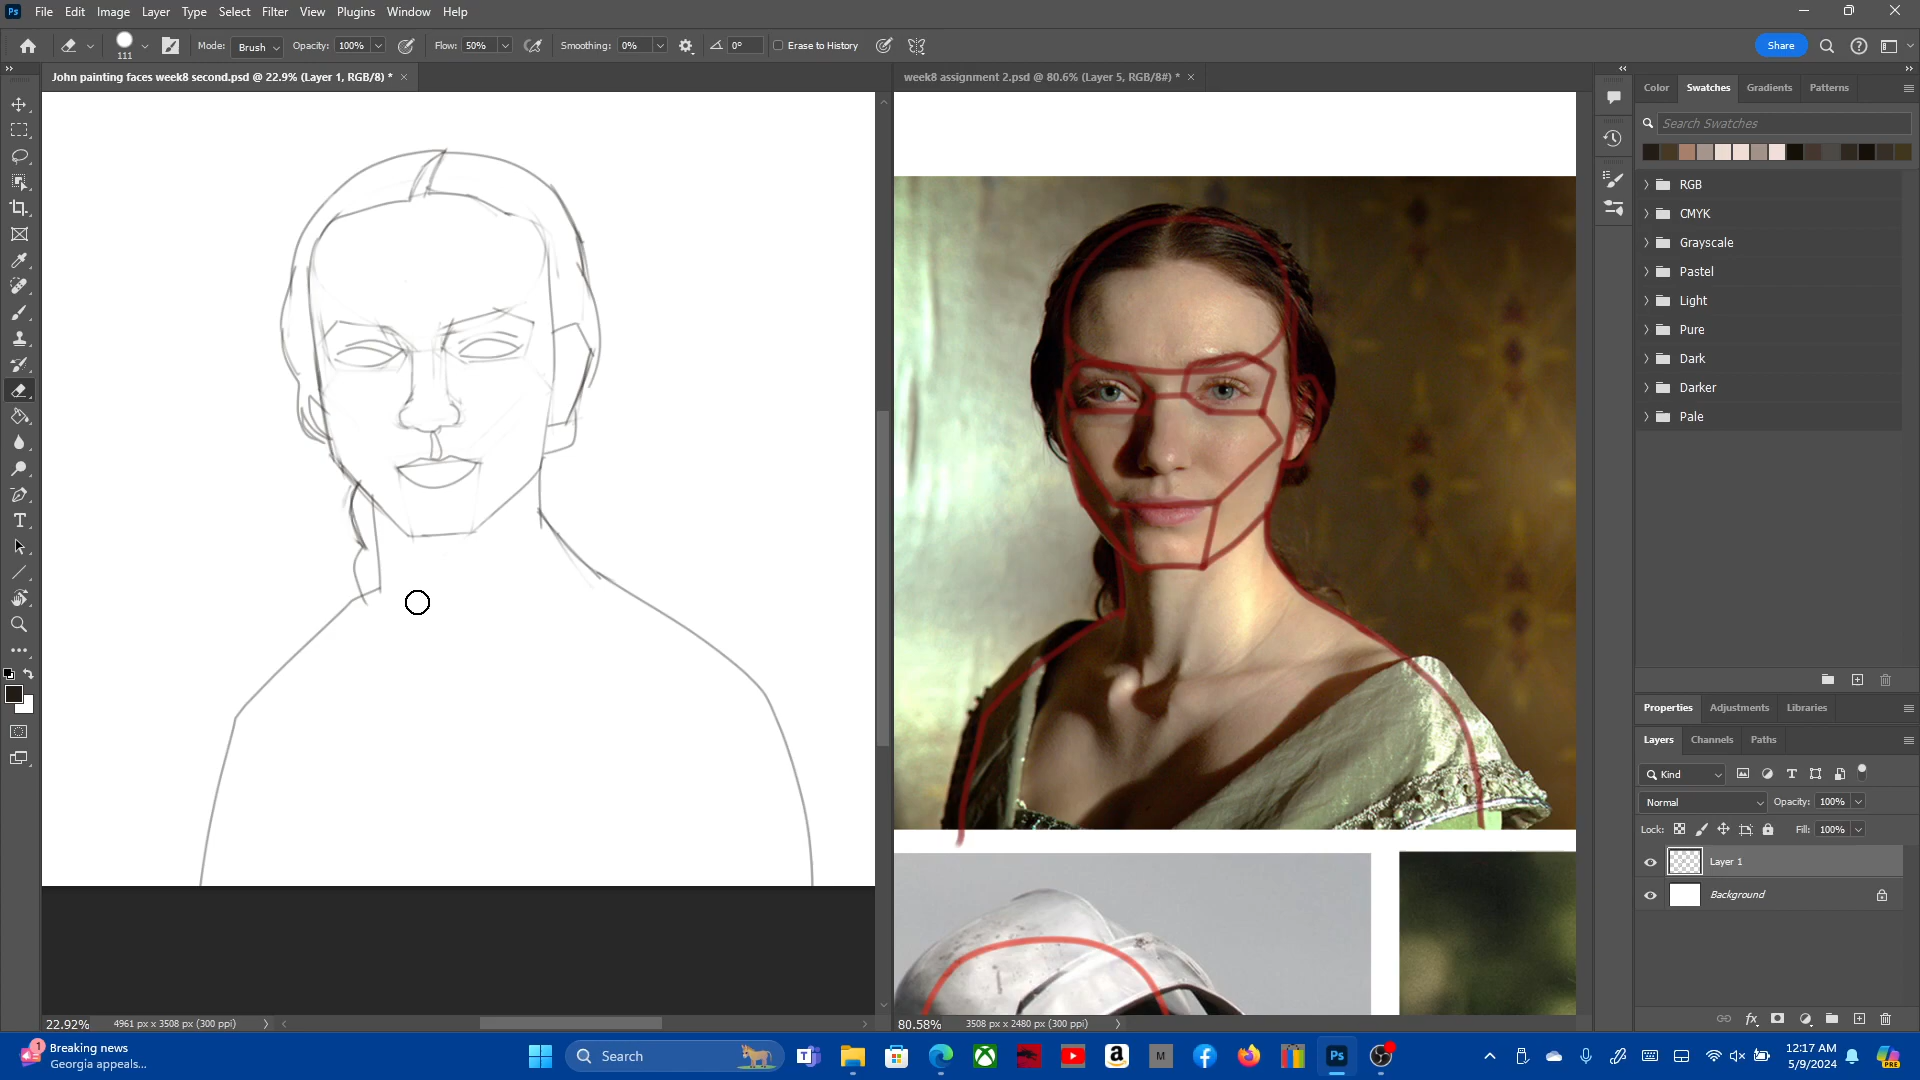 Ps File Edit Image Layer Type Select Filter View Plugins Window Help
111 Mode: Brush Opacity: 100% Flow: 50% Smoothing: 0% 0° Erase to History Share
John painting faces week8 second.psd @ 22.9% (Layer 1, RGB/8) *
week8 assignment 2.psd @ 80.6% (Layer 5, RGB/8#) *
Color Swatches Gradients Patterns
Search Swatches
RGB
CMYK
Grayscale
Pastel
Light
Pure
Dark
Darker
Pale
Properties Adjustments Libraries
Layers Channels Paths
Kind
Normal Opacity: 100%
Lock: Fill: 100%
Layer 1
Background
22.92% 4961 px x 3508 px (300 ppi)
80.58% 3508 px x 2480 px (300 ppi)
1 Breaking news
Georgia appeals...
Search
M
Ps
12:17 AM
5/9/2024
PRE